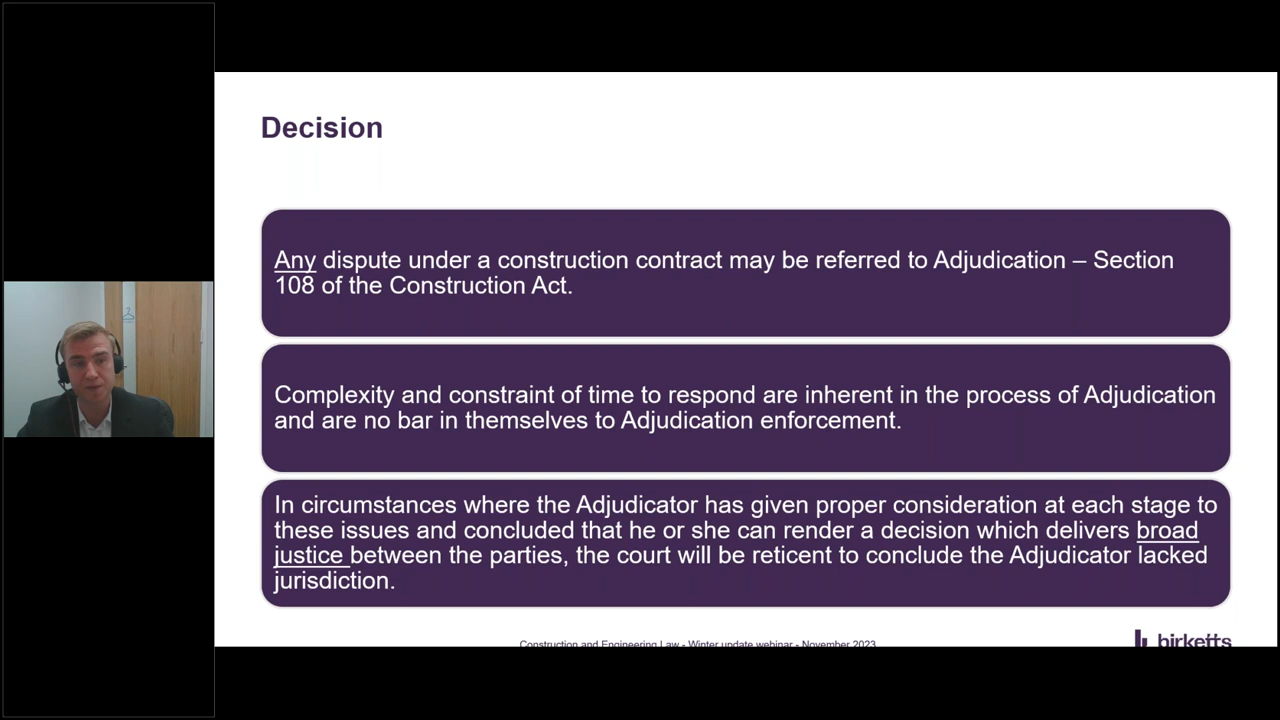 Decision
Any dispute under a construction contract may be referred to Adjudication – Section
108 of the Construction Act.
Complexity and constraint of time to respond are inherent in the process of Adjudication
and are no bar in themselves to Adjudication enforcement.
In circumstances where the Adjudicator has given proper consideration at each stage to
these issues and concluded that he or she can render a decision which delivers broad
justice between the parties, the court will be reticent to conclude the Adjudicator lacked
jurisdiction.
Construction and Engineering Law - Winter update webinar - November 2023
birketts